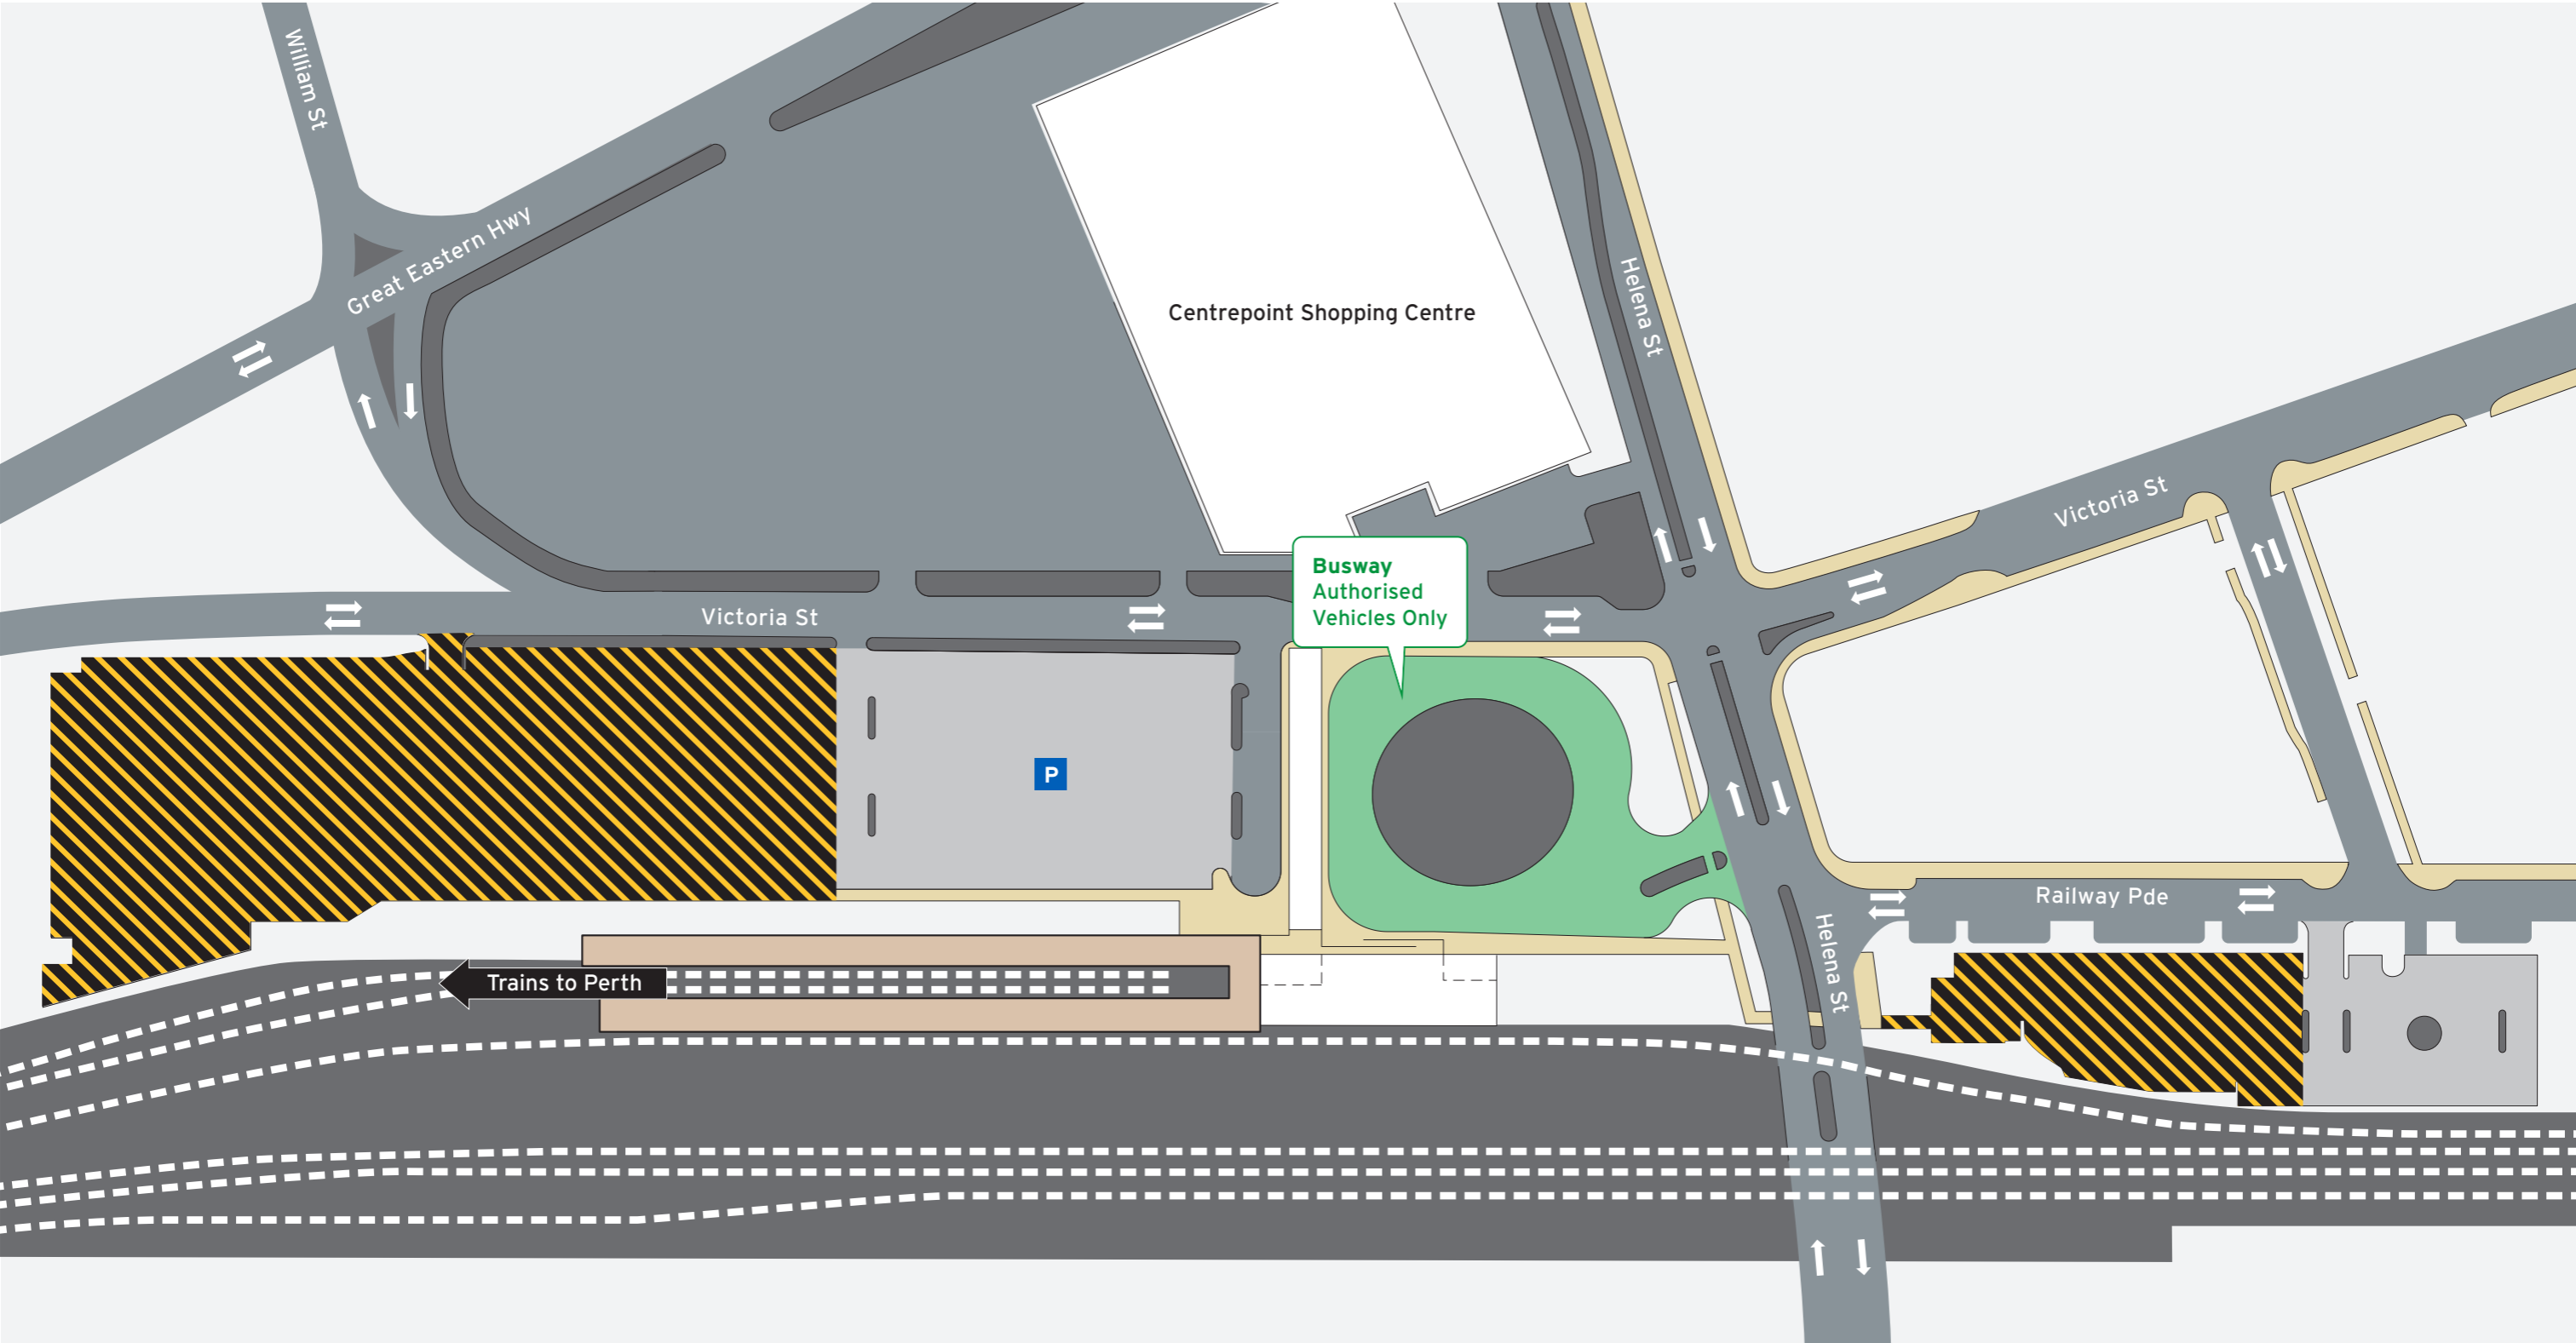 William St
Great Eastern Hwy
Centrepoint Shopping Centre
Helena St
Victoria St
Busway
Authorised
Vehicles Only
Victoria St
P
Railway Pde
Helena St
Trains to Perth